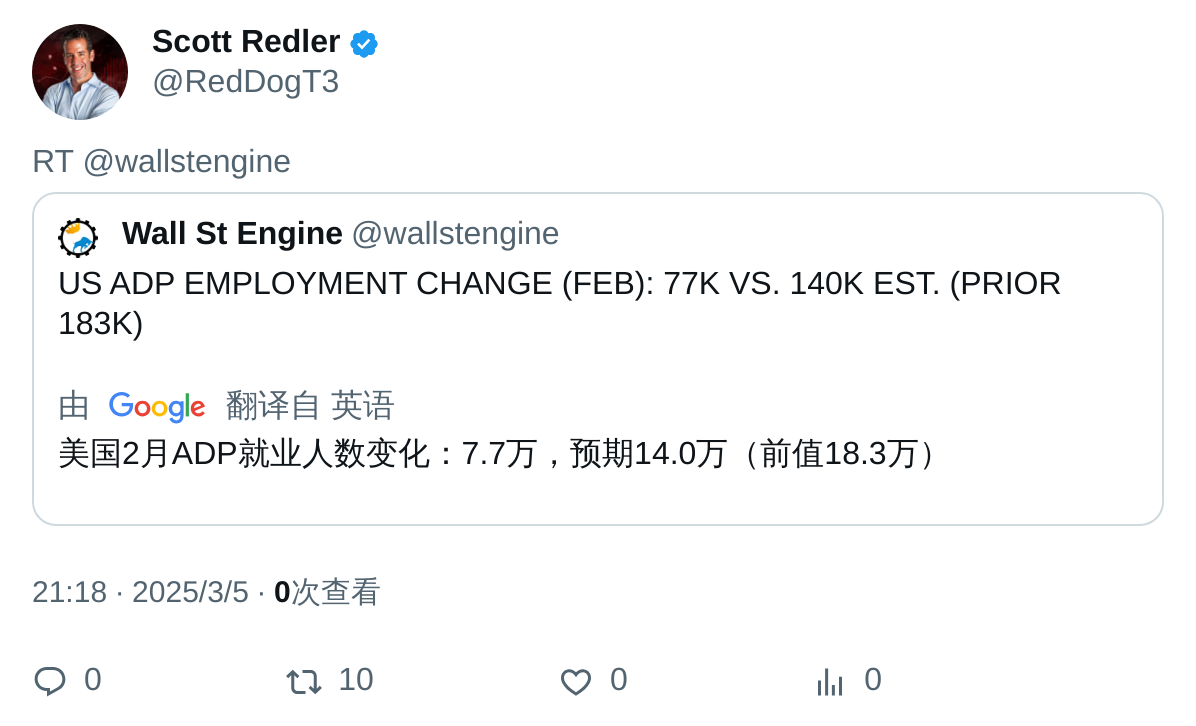 Scott Redler
@RedDogT3
RT @wallstengine
Wall St Engine @wallstengine
US ADP EMPLOYMENT CHANGE (FEB): 77K VS. 140K EST. (PRIOR
183K)
由 Google 翻译自 英语
美国2月ADP就业人数变化：7.7万，预期14.0万（前值18.3万）
21:18 · 2025/3/5 · 0次查看
0 10 0 0